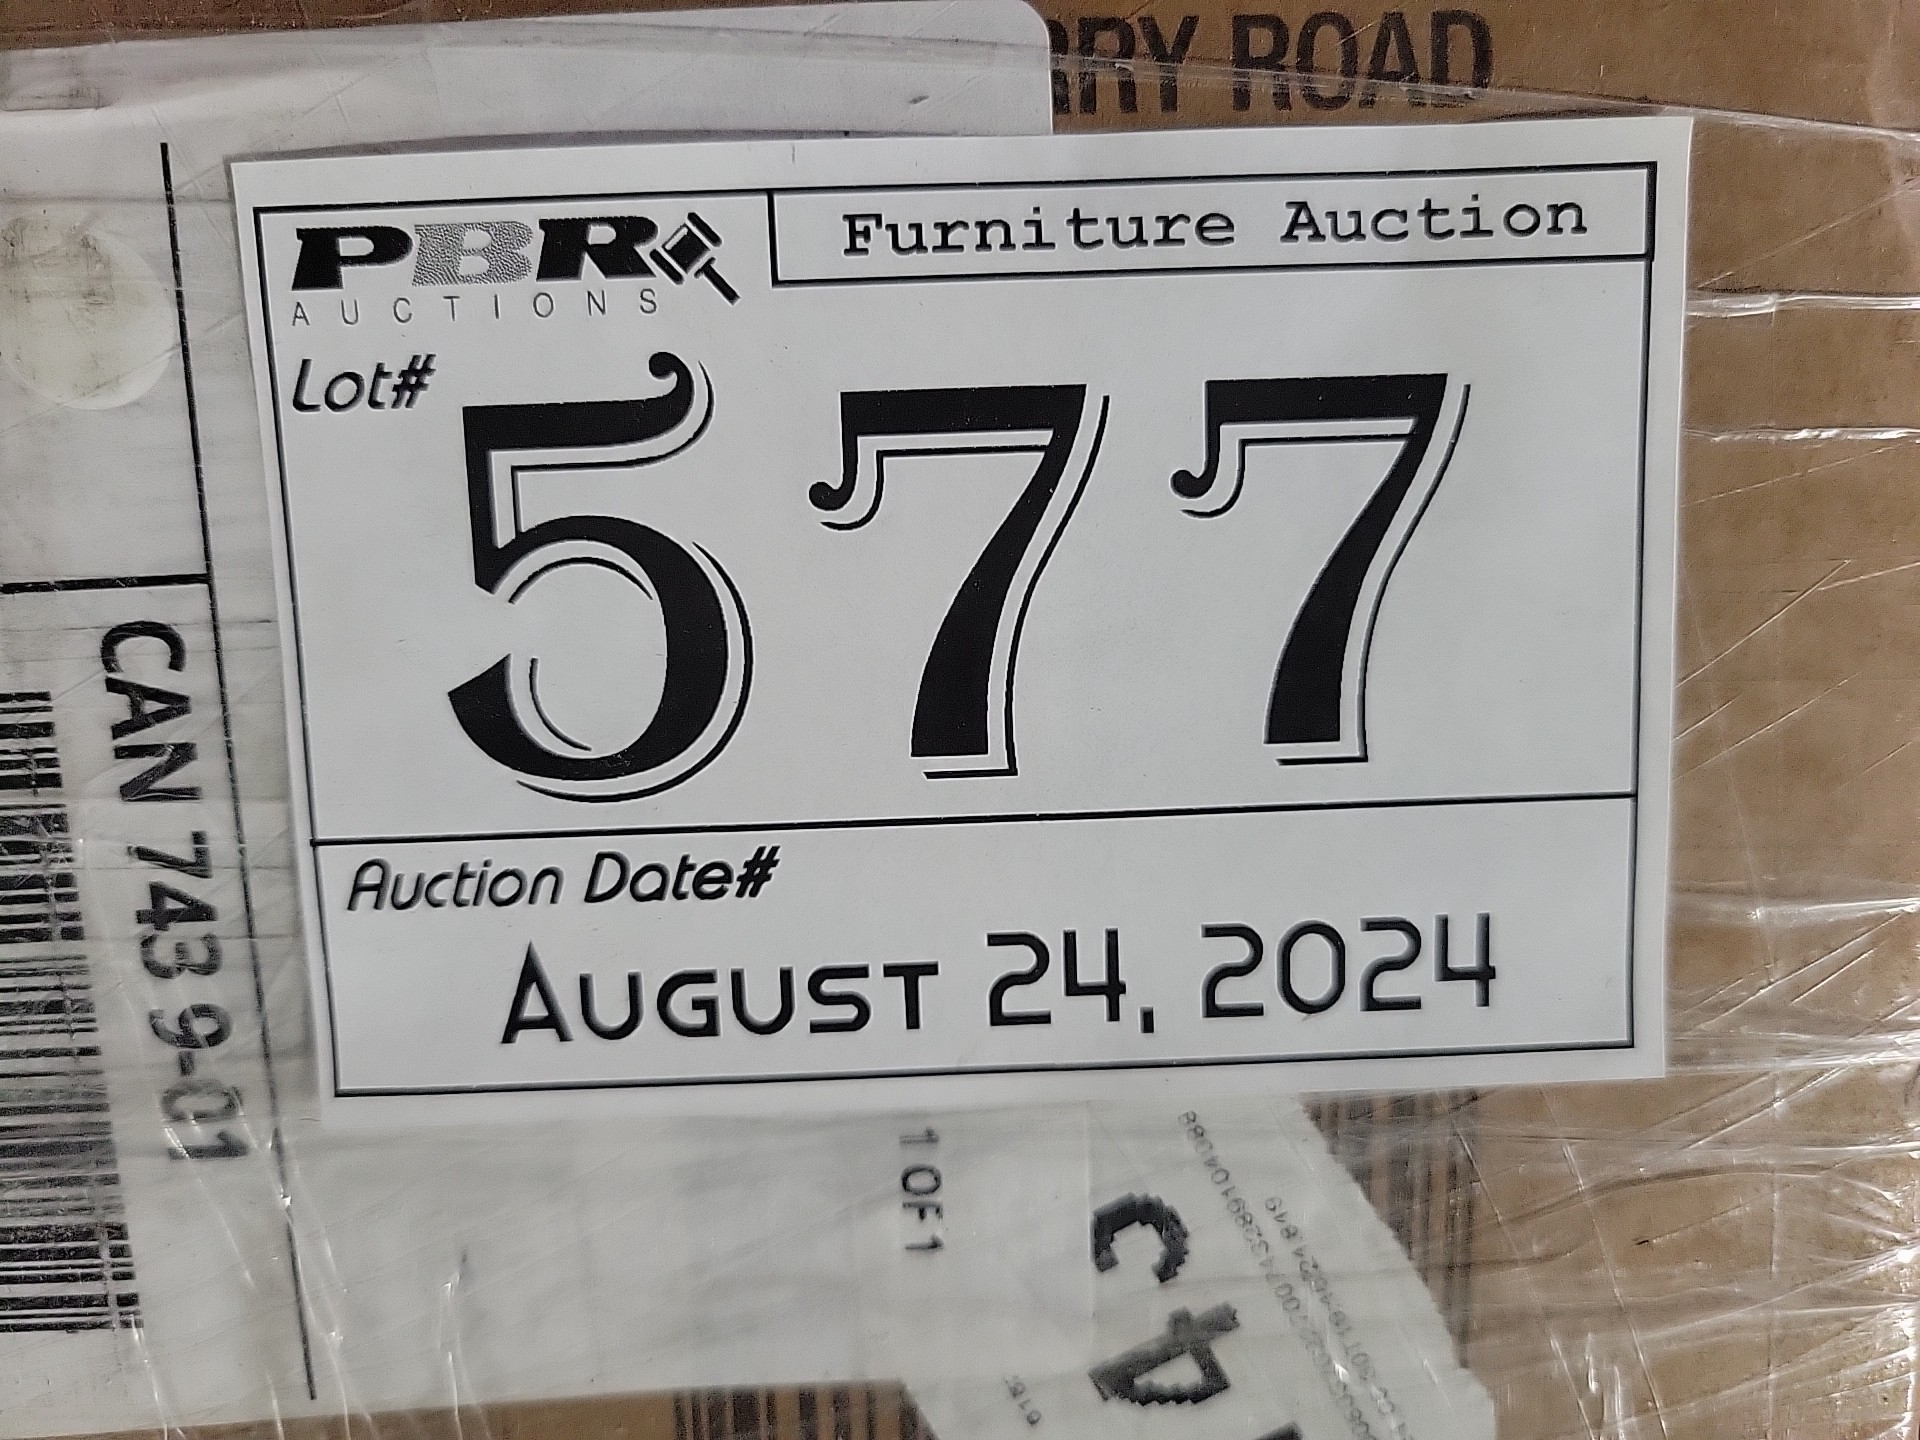 RRY ROAD
PBR
AUCTIONS
Furniture Auction
Lot#
577
Auction Date#
AUGUST 24, 2024
CAN 743 9-01
1 OF 1